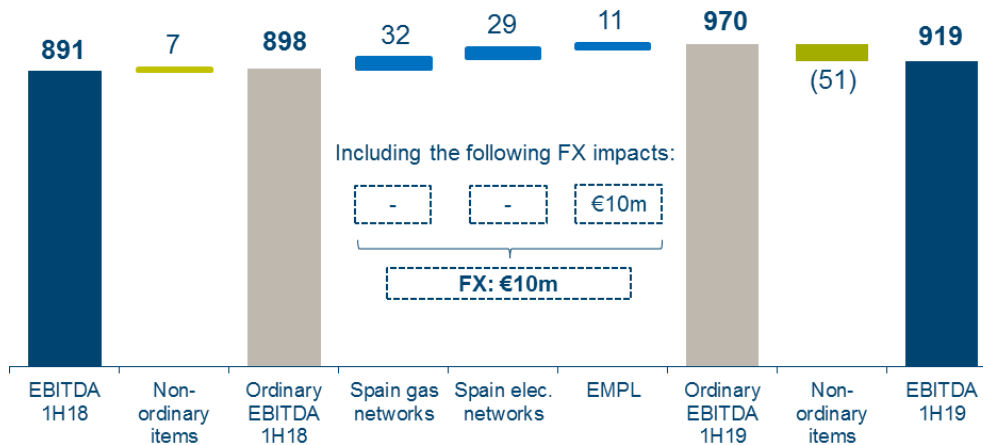 891
7
898
32
29
11
970
(51)
919
Including the following FX impacts:
-
-
€10m
FX: €10m
EBITDA
1H18
Non-
ordinary
items
Ordinary
EBITDA
1H18
Spain gas
networks
Spain elec.
networks
EMPL
Ordinary
EBITDA
1H19
Non-
ordinary
items
EBITDA
1H19